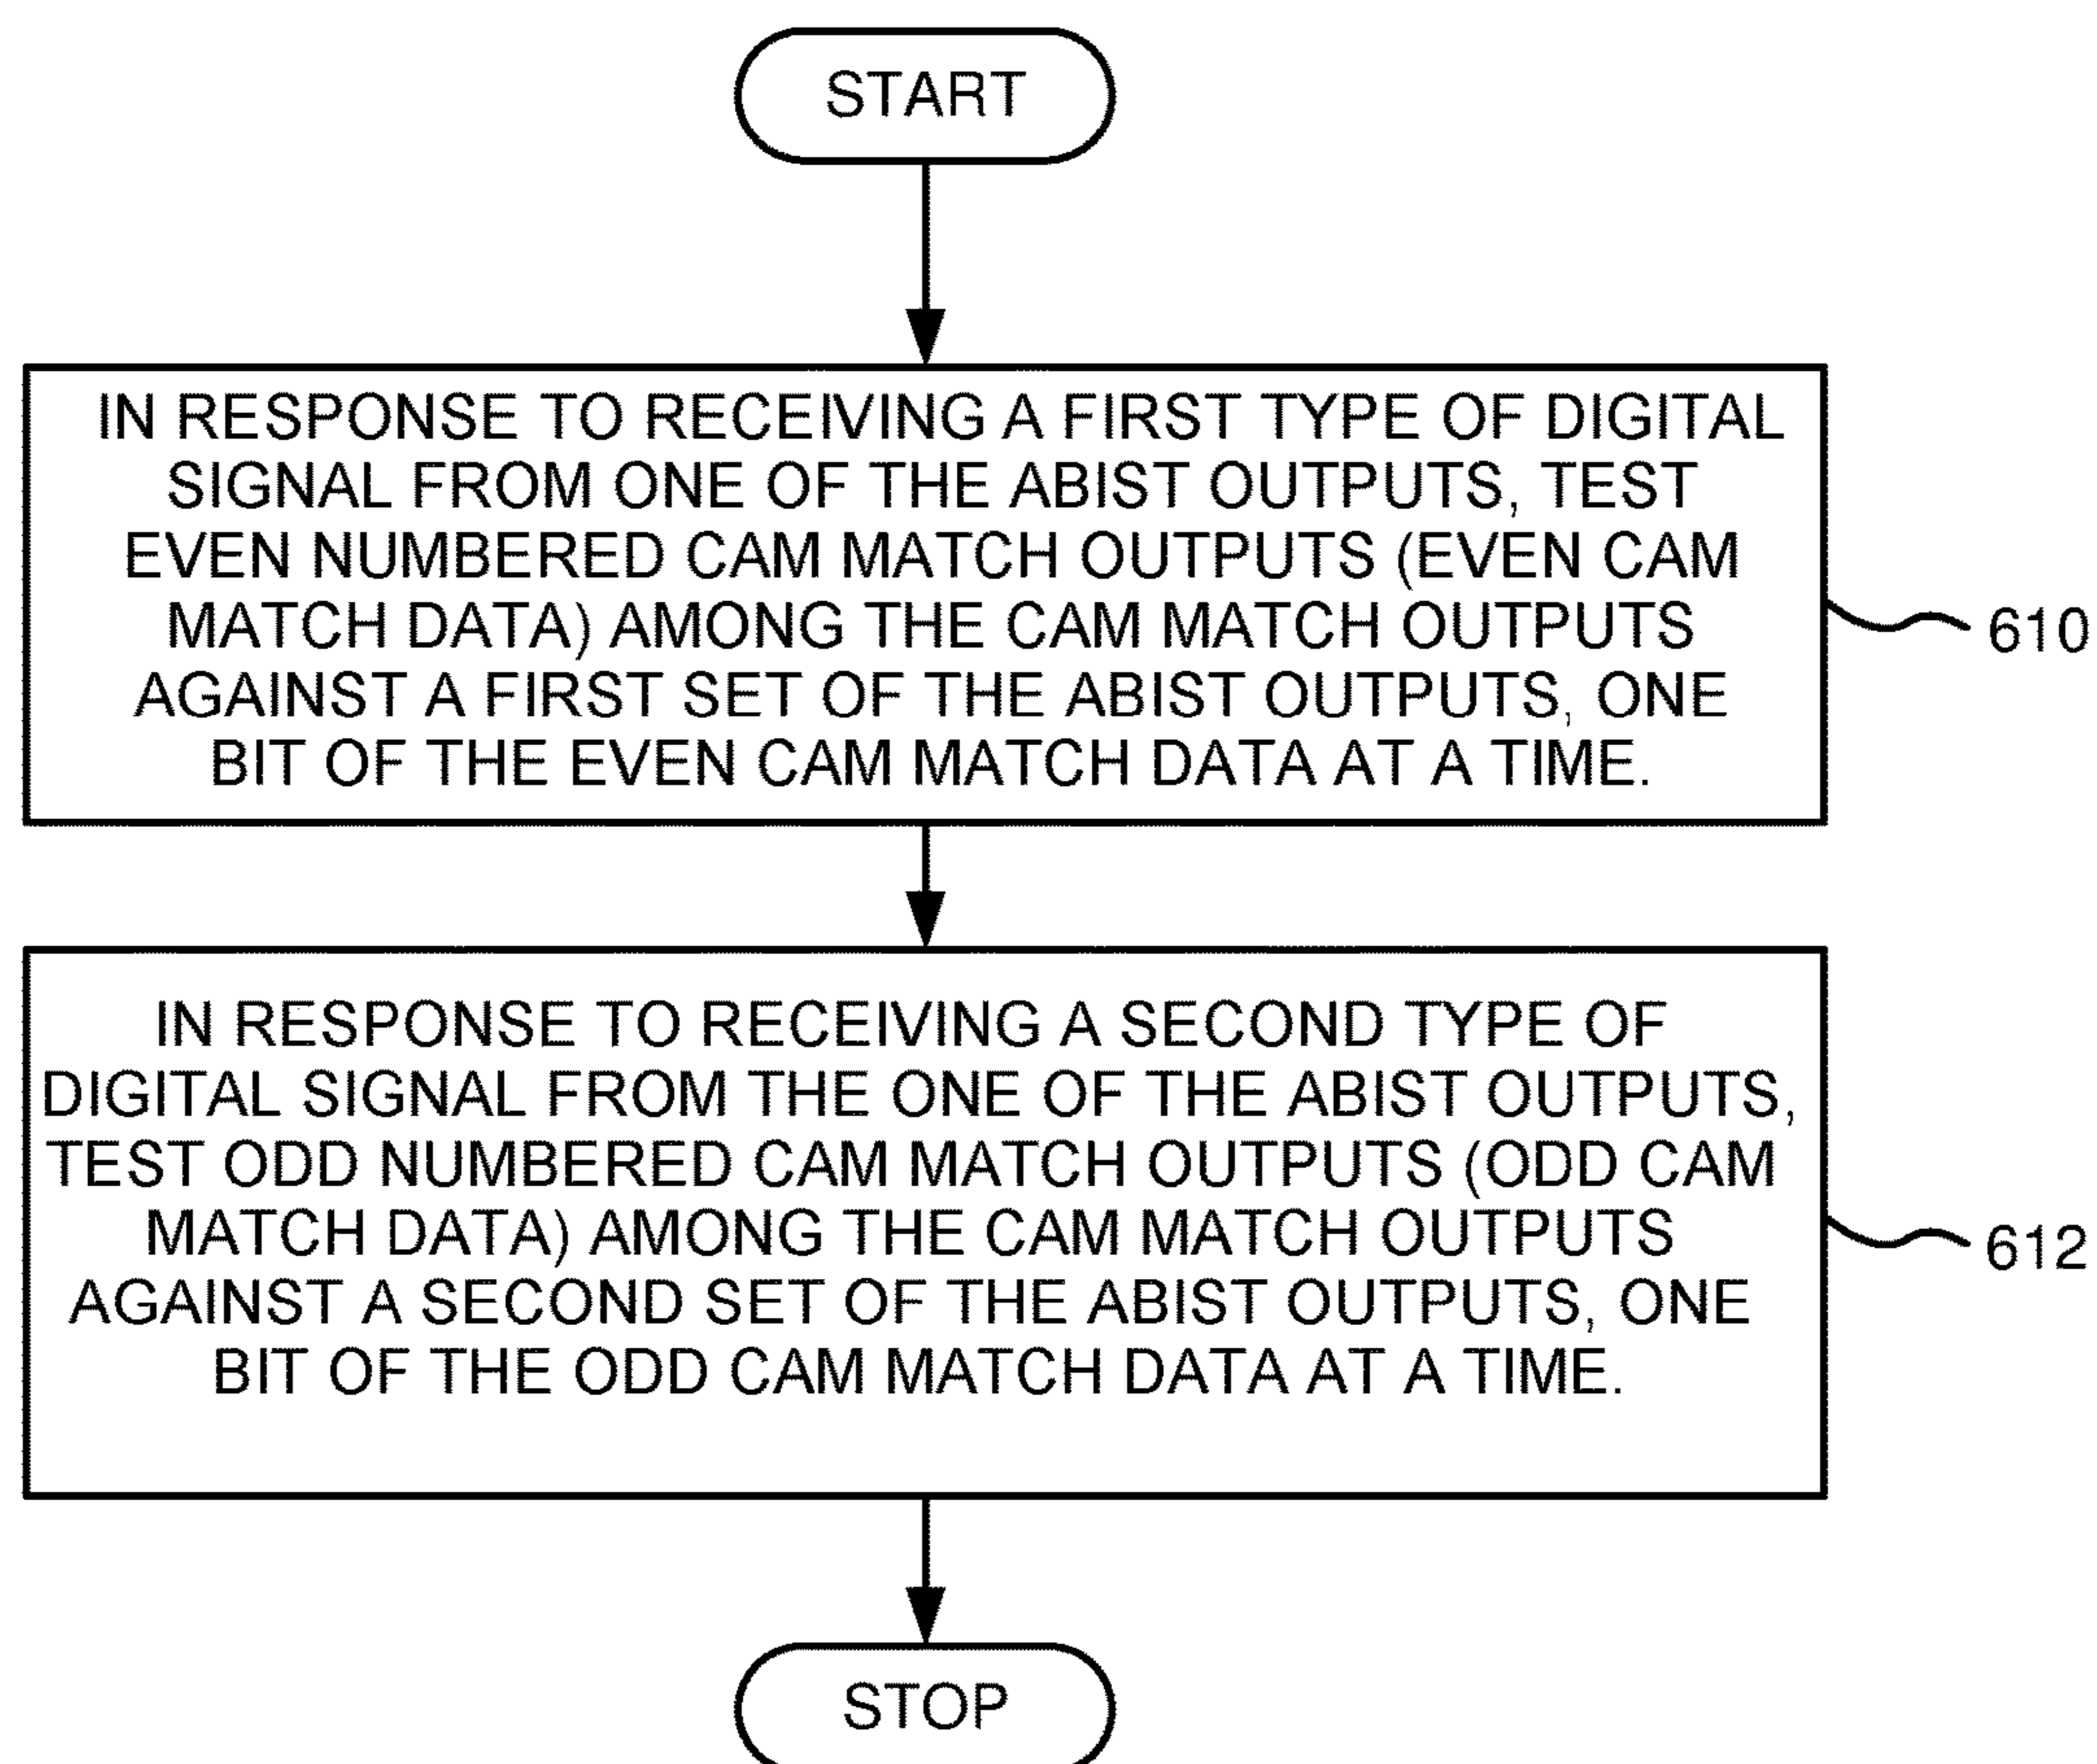 START
IN RESPONSE TO RECEIVING A FIRST TYPE OF DIGITAL
SIGNAL FROM ONE OF THE ABIST OUTPUTS, TEST
EVEN NUMBERED CAM MATCH OUTPUTS (EVEN CAM
MATCH DATA) AMONG THE CAM MATCH OUTPUTS
AGAINST A FIRST SET OF THE ABIST OUTPUTS, ONE
BIT OF THE EVEN CAM MATCH DATA AT A TIME.
610
IN RESPONSE TO RECEIVING A SECOND TYPE OF
DIGITAL SIGNAL FROM THE ONE OF THE ABIST OUTPUTS,
TEST ODD NUMBERED CAM MATCH OUTPUTS (ODD CAM
MATCH DATA) AMONG THE CAM MATCH OUTPUTS
AGAINST A SECOND SET OF THE ABIST OUTPUTS, ONE
BIT OF THE ODD CAM MATCH DATA AT A TIME.
612
STOP